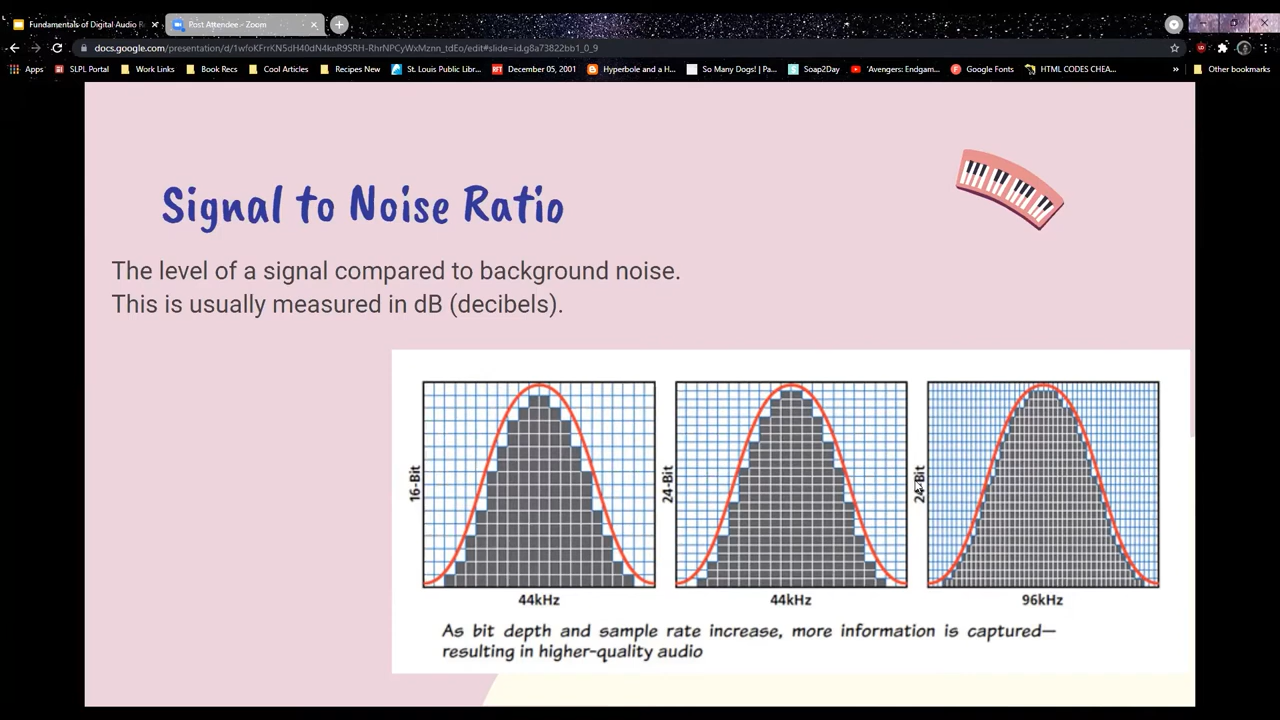 Fundamentals of Digital Audio Re
Post Attendee - Zoom
docs.google.com/presentation/d/1wfoKFrrKN5dH40dN4knR9SRH-RhrNPCyWxMznn_tdEo/edit#slide=id.g8a73822bb1_0_9
Apps SLPL Portal Work Links Book Recs Cool Articles Recipes New St. Louis Public Libr... December 05, 2001 Hyperbole and a H... So Many Dogs! | Pa... Soap2Day 'Avengers: Endgam... Google Fonts HTML CODES CHEA... » Other bookmarks
Signal to Noise Ratio
The level of a signal compared to background noise.
This is usually measured in dB (decibels).
16-Bit
24-Bit
24-Bit
44kHz
44kHz
96kHz
As bit depth and sample rate increase, more information is captured—
resulting in higher-quality audio